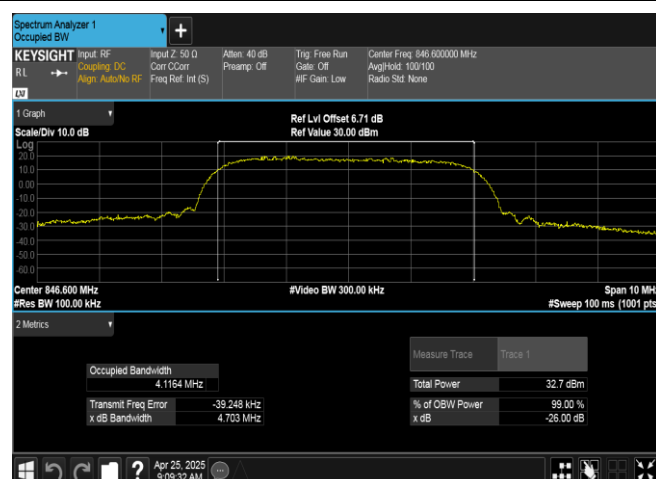 Spectrum Analyzer 1
Occupied BW
+
KEYSIGHT Input: RF Input Z: 50 Ω Atten: 40 dB Trig: Free Run Center Freq: 846.600000 MHz
RL Coupling: DC Corr CCorr Preamp: Off Gate: Off Avg|Hold: 100/100
Align: Auto/No RF Freq Ref: Int (S) #IF Gain: Low Radio Std: None
LXI
1 Graph Ref Lvl Offset 6.71 dB
Scale/Div 10.0 dB Ref Value 30.00 dBm
Log
20.0
10.0
0.00
-10.0
-20.0
-30.0
-40.0
-50.0
-60.0
Center 846.600 MHz #Video BW 300.00 kHz Span 10 MHz
#Res BW 100.00 kHz #Sweep 100 ms (1001 pts
2 Metrics
Measure Trace Trace 1
Occupied Bandwidth
4.1164 MHz Total Power 32.7 dBm
Transmit Freq Error -39.248 kHz % of OBW Power 99.00 %
x dB Bandwidth 4.703 MHz x dB -26.00 dB
? Apr 25, 2025
9:09:32 AM